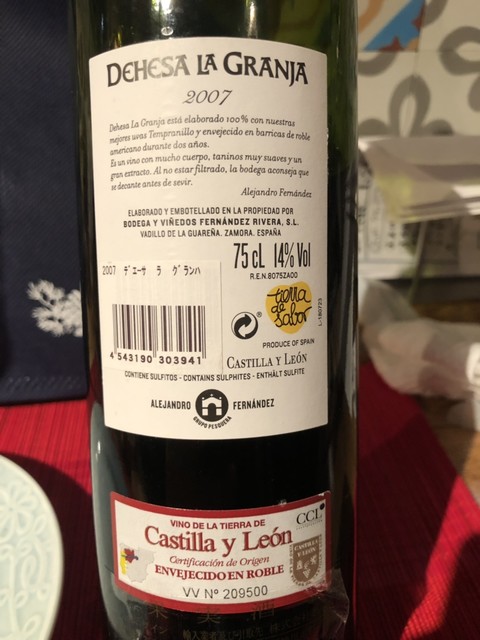 DEHESA LA GRANJA
2007
Dehesa La Granja está elaborado 100% con nuestras
mejores uvas Tempranillo y envejecido en barricas de roble
americano durante dos años.
Es un vino con mucho cuerpo, taninos muy suaves y un
gran extracto. Al no estar filtrado, la bodega aconseja que
se decante antes de sevir.
Alejandro Fernández
ELABORADO Y EMBOTELLADO EN LA PROPIEDAD POR
BODEGA Y VIÑEDOS FERNÁNDEZ RIVERA, S.L.
VADILLO DE LA GUAREÑA. ZAMORA. ESPAÑA
75 cL 14% Vol
R.E.N. 8075ZA00
2007 デエーサ ラ グランハ
tierra
de
sabor
L-180723
4 543190 303941
PRODUCE OF SPAIN
CASTILLA Y LEÓN
CONTIENE SULFITOS - CONTAINS SULPHITES - ENTHÄLT SULFITE
ALEJANDRO FERNÁNDEZ
GRUPO PESQUERA
VINO DE LA TIERRA DE
CCL
Castilla y León
Certificación de Origen
CASTILLA
Y LEÓN
ENVEJECIDO EN ROBLE
VV Nº 209500